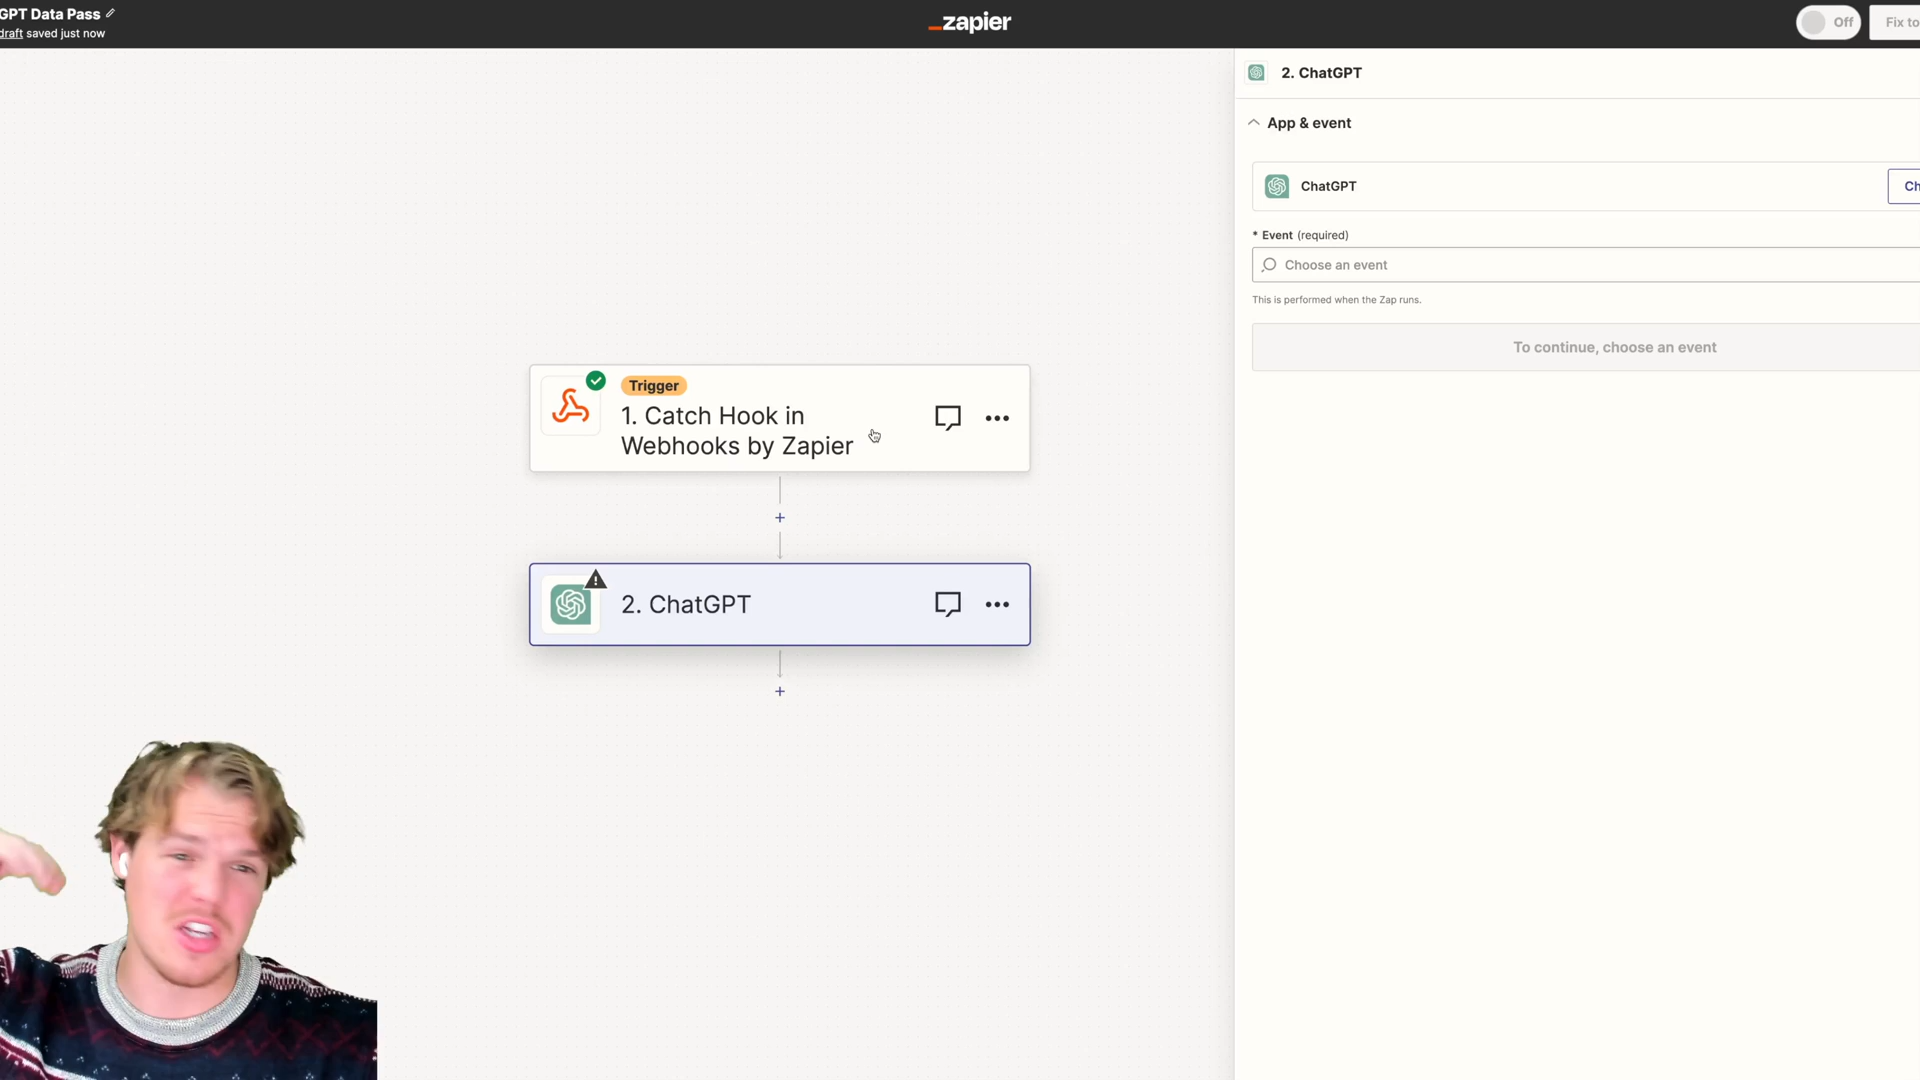 GPT Data Pass
draft saved just now
zapier
Off
Fix to
2. ChatGPT
App & event
ChatGPT
Ch
* Event (required)
Choose an event
This is performed when the Zap runs.
To continue, choose an event
Trigger
1. Catch Hook in
Webhooks by Zapier
2. ChatGPT